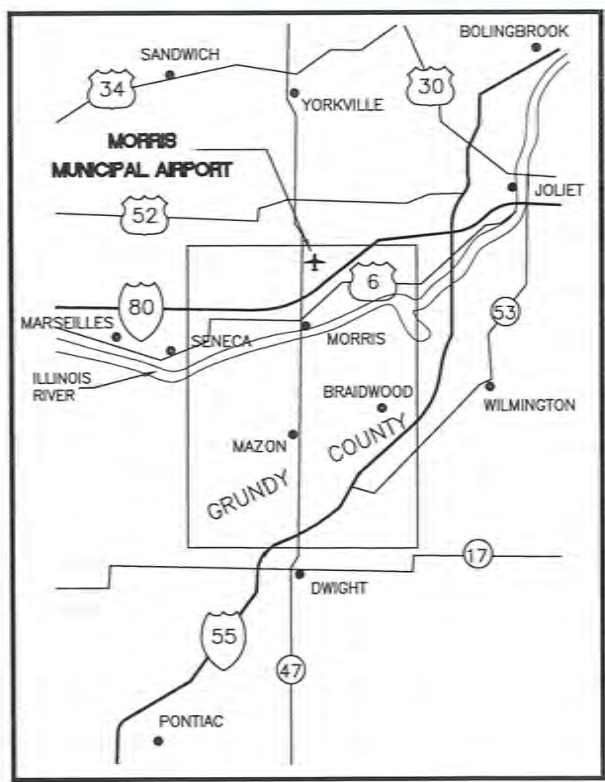 BOLINGBROOK
SANDWICH
34
30
YORKVILLE
MORRIS
MUNICIPAL AIRPORT
JOLIET
52
6
80
53
MARSEILLES
SENECA
MORRIS
ILLINOIS
RIVER
BRAIDWOOD
WILMINGTON
MAZON
GRUNDY COUNTY
17
DWIGHT
55
47
PONTIAC